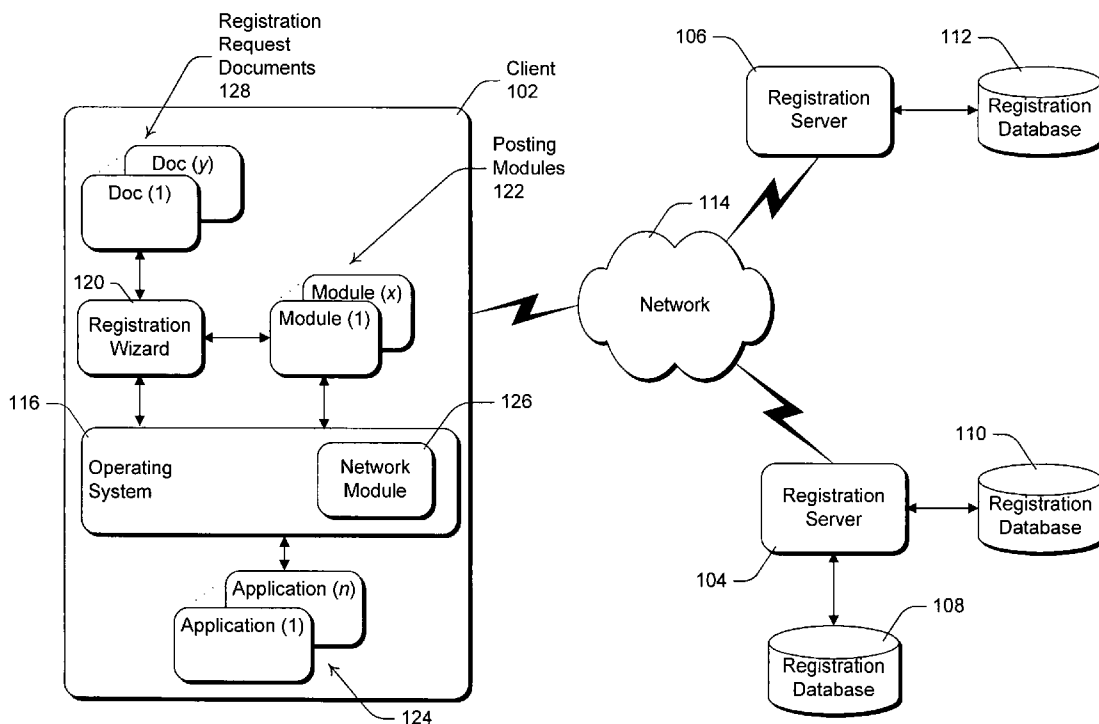 Registration
Request
Documents
128
Client
102
Doc (y)
Doc (1)
Posting
Modules
122
120
Registration
Wizard
Module (x)
Module (1)
116
126
Operating
System
Network
Module
Application (n)
Application (1)
124
114
Network
106
Registration
Server
112
Registration
Database
110
Registration
Server
Registration
Database
104
108
Registration
Database